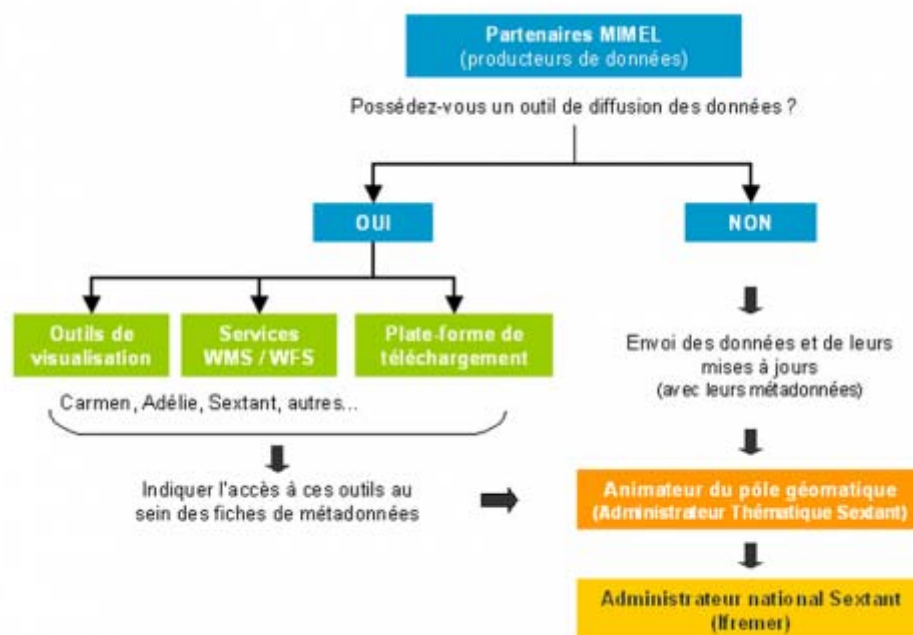 Partenaires MIMEL
(producteurs de données)
Possédez-vous un outil de diffusion des données ?
OUI
NON
Outils de
visualisation
Services
WMS / WFS
Plate-forme de
téléchargement
Carmen, Adélie, Sextant, autres...
Indiquer l'accès à ces outils au
sein des fiches de métadonnées
Envoi des données et de leurs
mises à jours
(avec leurs métadonnées)
Animateur du pôle géomatique
(Administrateur Thématique Sextant)
Administrateur national Sextant
(Ifremer)